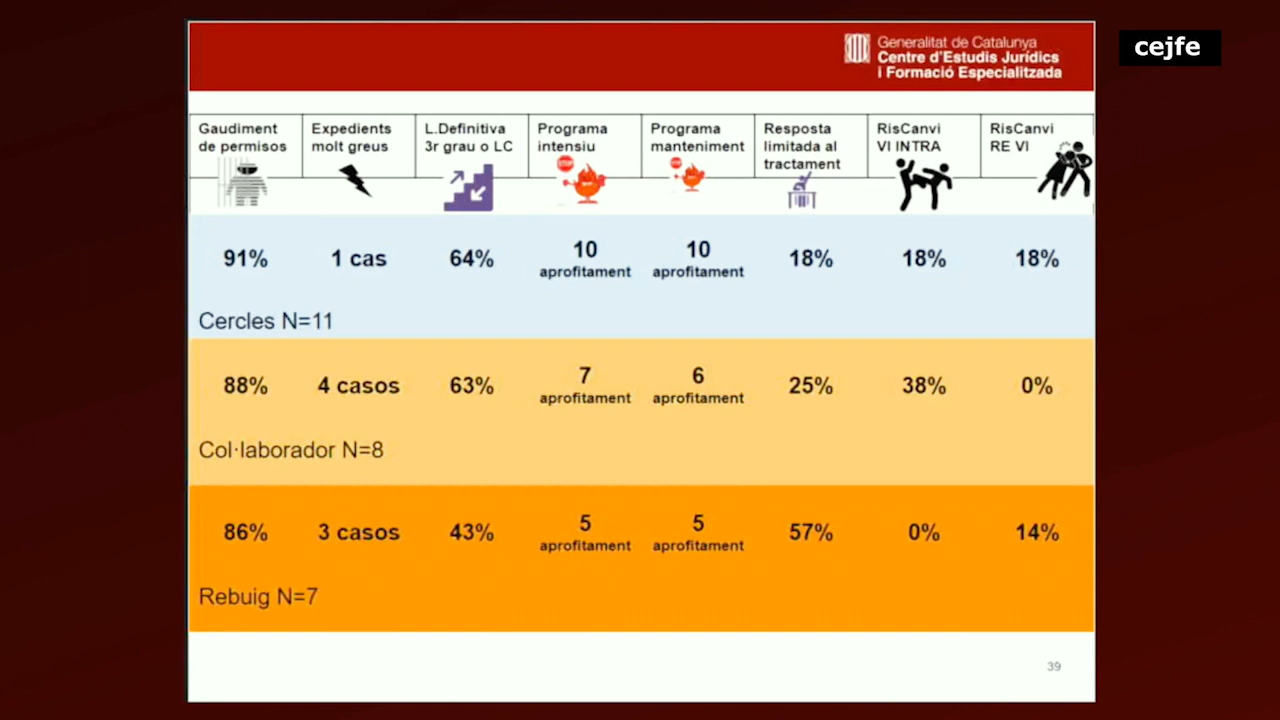 Generalitat de Catalunya
Centre d'Estudis Jurídics
i Formació Especialitzada
cejfe
Gaudiment de permisos
Expedients molt greus
L.Definitiva 3r grau o LC
Programa intensiu
Programa manteniment
Resposta limitada al tractament
RisCanvi VI INTRA
RisCanvi RE VI
STOP
STOP
91% 1 cas 64% 10 aprofitament 10 aprofitament 18% 18% 18%
Cercles N=11
88% 4 casos 63% 7 aprofitament 6 aprofitament 25% 38% 0%
Col·laborador N=8
86% 3 casos 43% 5 aprofitament 5 aprofitament 57% 0% 14%
Rebuig N=7
39